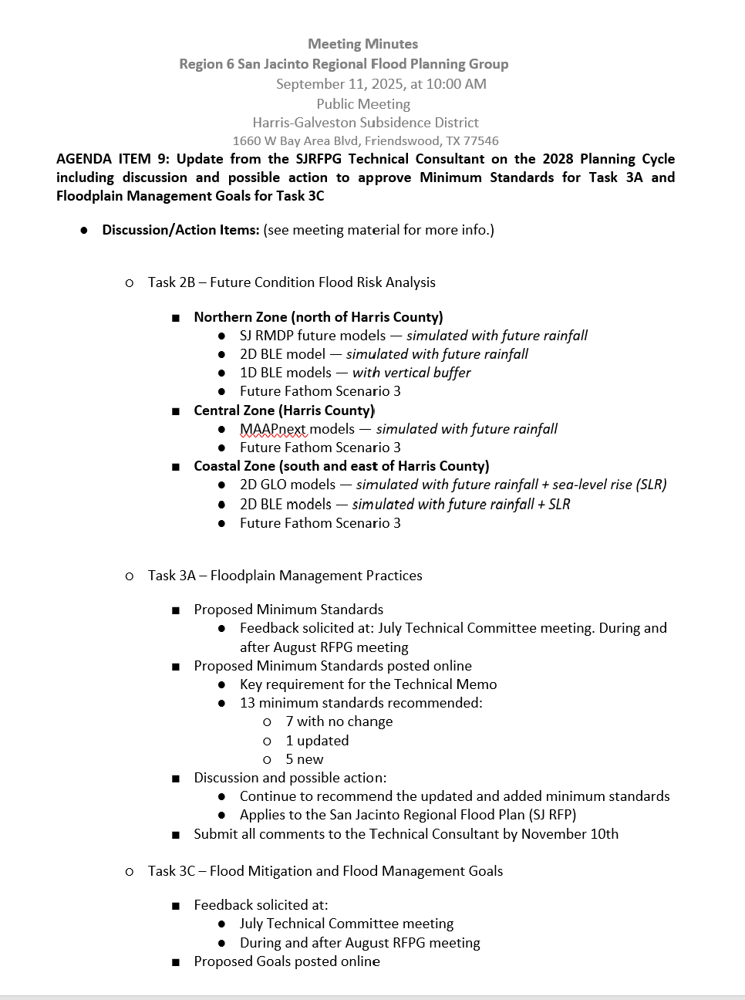 Meeting Minutes
Region 6 San Jacinto Regional Flood Planning Group
September 11, 2025, at 10:00 AM
Public Meeting
Harris-Galveston Subsidence District
1660 W Bay Area Blvd, Friendswood, TX 77546
AGENDA ITEM 9: Update from the SJRFPG Technical Consultant on the 2028 Planning Cycle
including discussion and possible action to approve Minimum Standards for Task 3A and
Floodplain Management Goals for Task 3C
● Discussion/Action Items: (see meeting material for more info.)
○ Task 2B – Future Condition Flood Risk Analysis
■ Northern Zone (north of Harris County)
● SJ RMDP future models — simulated with future rainfall
● 2D BLE model — simulated with future rainfall
● 1D BLE models — with vertical buffer
● Future Fathom Scenario 3
■ Central Zone (Harris County)
● MAAPnext models — simulated with future rainfall
● Future Fathom Scenario 3
■ Coastal Zone (south and east of Harris County)
● 2D GLO models — simulated with future rainfall + sea-level rise (SLR)
● 2D BLE models — simulated with future rainfall + SLR
● Future Fathom Scenario 3
○ Task 3A – Floodplain Management Practices
■ Proposed Minimum Standards
● Feedback solicited at: July Technical Committee meeting. During and
after August RFPG meeting
■ Proposed Minimum Standards posted online
● Key requirement for the Technical Memo
● 13 minimum standards recommended:
○ 7 with no change
○ 1 updated
○ 5 new
■ Discussion and possible action:
● Continue to recommend the updated and added minimum standards
● Applies to the San Jacinto Regional Flood Plan (SJ RFP)
■ Submit all comments to the Technical Consultant by November 10th
○ Task 3C – Flood Mitigation and Flood Management Goals
■ Feedback solicited at:
● July Technical Committee meeting
● During and after August RFPG meeting
■ Proposed Goals posted online